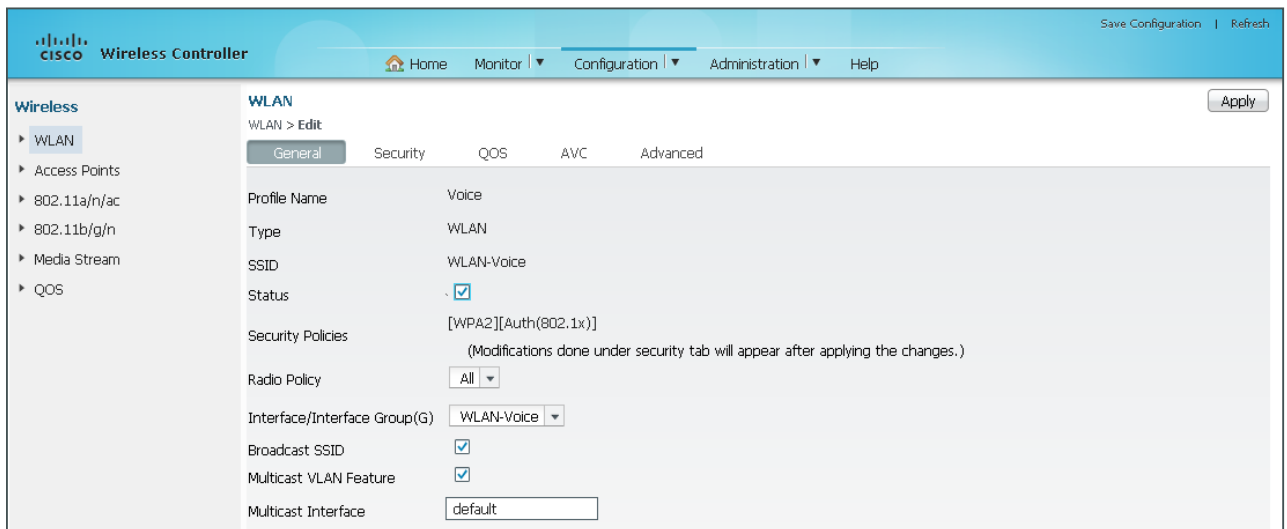 Save Configuration | Refresh
CISCO Wireless Controller
Home Monitor Configuration Administration Help
Wireless
WLAN
Access Points
802.11a/n/ac
802.11b/g/n
Media Stream
QOS
WLAN
Apply
WLAN > Edit
General Security QOS AVC Advanced
Profile Name Voice
Type WLAN
SSID WLAN-Voice
Status
Security Policies [WPA2][Auth(802.1x)]
(Modifications done under security tab will appear after applying the changes.)
Radio Policy All
Interface/Interface Group(G) WLAN-Voice
Broadcast SSID
Multicast VLAN Feature
Multicast Interface default